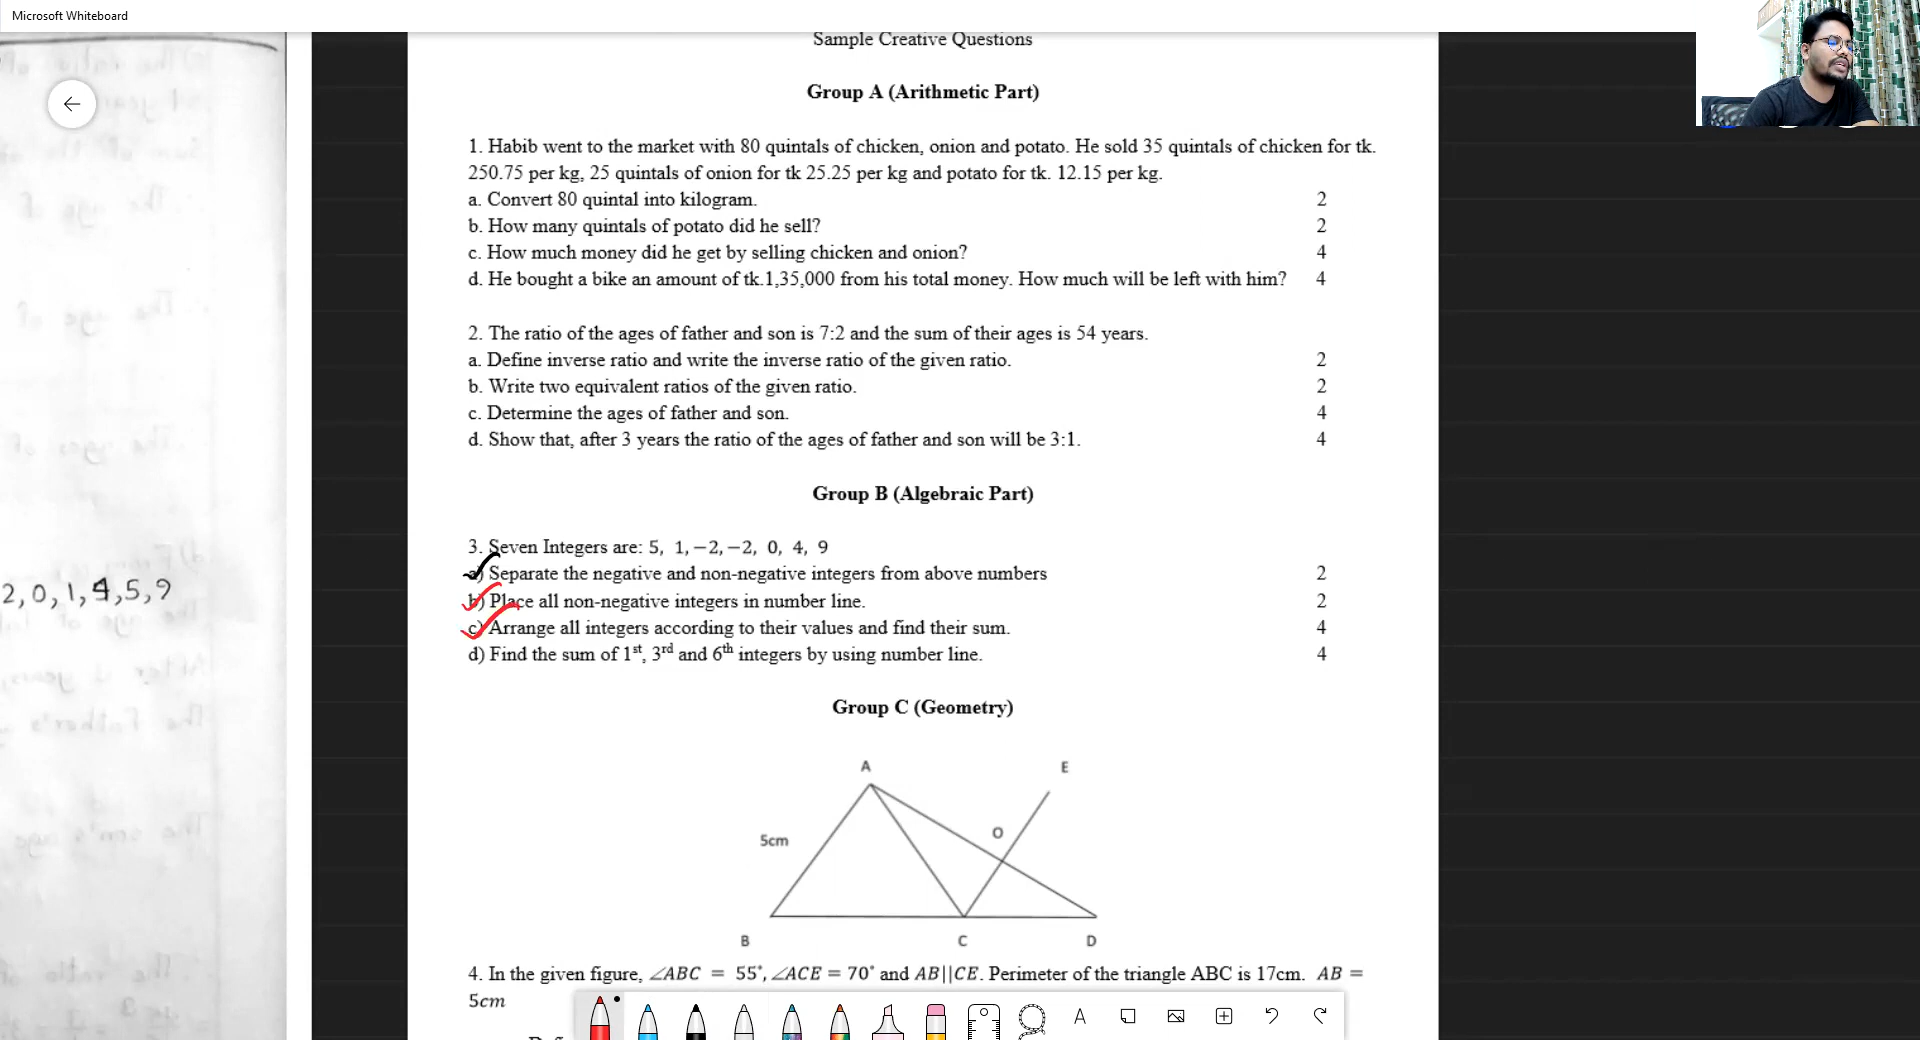 Microsoft Whiteboard
Sample Creative Questions
Group A (Arithmetic Part)
1. Habib went to the market with 80 quintals of chicken, onion and potato. He sold 35 quintals of chicken for tk.
250.75 per kg, 25 quintals of onion for tk 25.25 per kg and potato for tk. 12.15 per kg.
a. Convert 80 quintal into kilogram. 2
b. How many quintals of potato did he sell? 2
c. How much money did he get by selling chicken and onion? 4
d. He bought a bike an amount of tk.1,35,000 from his total money. How much will be left with him? 4
2. The ratio of the ages of father and son is 7:2 and the sum of their ages is 54 years.
a. Define inverse ratio and write the inverse ratio of the given ratio. 2
b. Write two equivalent ratios of the given ratio. 2
c. Determine the ages of father and son. 4
d. Show that, after 3 years the ratio of the ages of father and son will be 3:1. 4
Group B (Algebraic Part)
3. Seven Integers are: 5, 1, −2, −2, 0, 4, 9
a) Separate the negative and non-negative integers from above numbers 2
b) Place all non-negative integers in number line. 2
c) Arrange all integers according to their values and find their sum. 4
d) Find the sum of 1st, 3rd and 6th integers by using number line. 4
2, 0, 1, 4, 5, 9
Group C (Geometry)
A E
O
5cm
B C D
4. In the given figure, ∠ABC = 55°, ∠ACE = 70° and AB||CE. Perimeter of the triangle ABC is 17cm. AB =
5cm